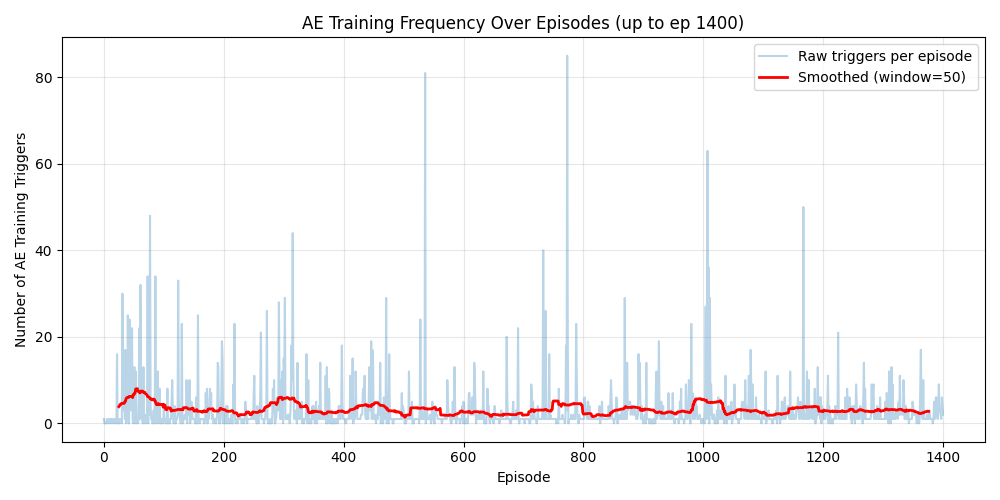 AE Training Frequency Over Episodes (up to ep 1400)
Raw triggers per episode
Smoothed (window=50)
Number of AE Training Triggers
80
60
40
20
0
0 200 400 600 800 1000 1200 1400
Episode